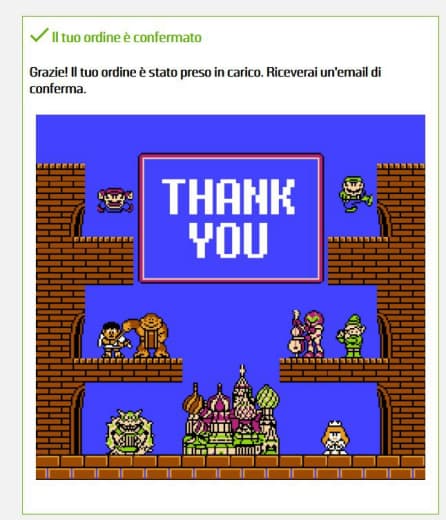 Il tuo ordine è confermato
Grazie! Il tuo ordine è stato preso in carico. Riceverai un'email di
conferma.
THANK
YOU